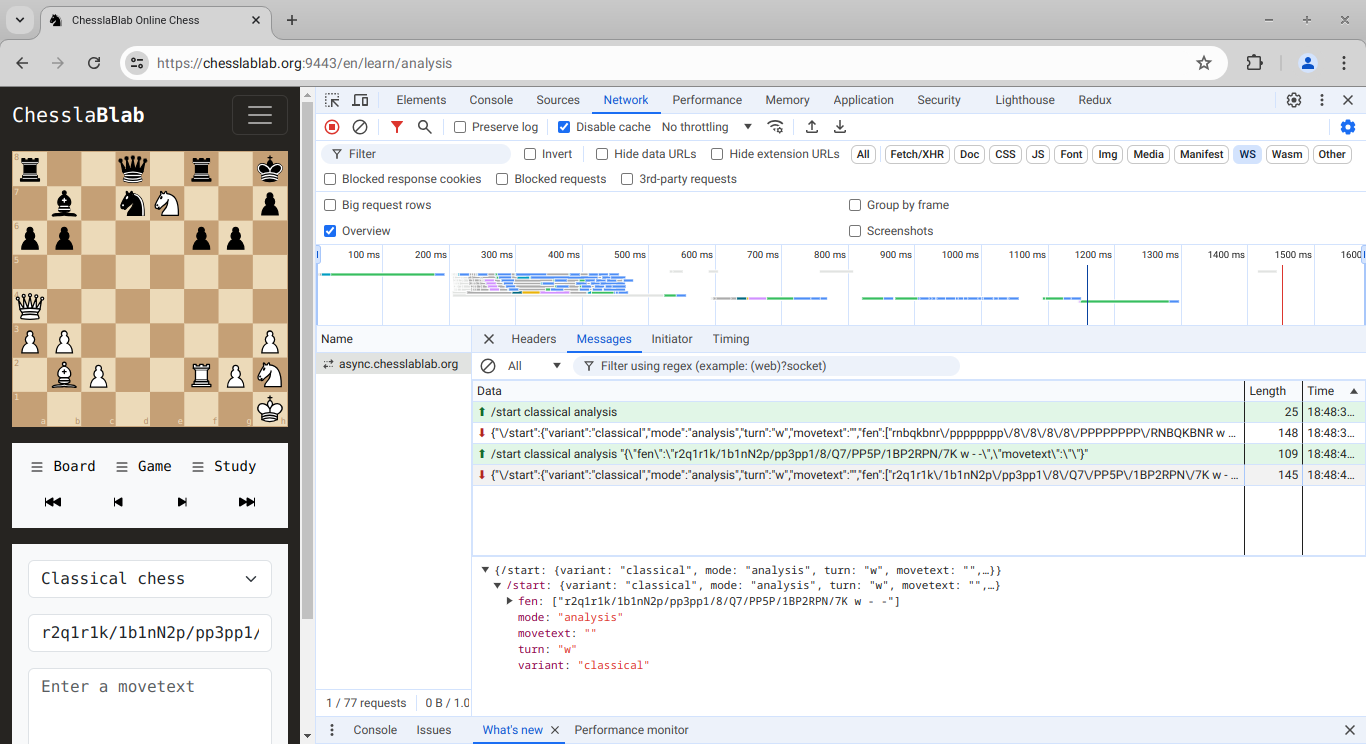 ChesslaBlab Online Chess
https://chesslablab.org:9443/en/learn/analysis
ChesslaBlab
8
7
6
5
3
2
1
a b c d e f g h
Board Game Study
Classical chess
r2q1r1k/1b1nN2p/pp3pp1/
Enter a movetext
Elements Console Sources Network Performance Memory Application Security Lighthouse Redux
Preserve log Disable cache No throttling
Filter Invert Hide data URLs Hide extension URLs All Fetch/XHR Doc CSS JS Font Img Media Manifest WS Wasm Other
Blocked response cookies Blocked requests 3rd-party requests
Big request rows Group by frame
Overview Screenshots
100 ms 200 ms 300 ms 400 ms 500 ms 600 ms 700 ms 800 ms 900 ms 1000 ms 1100 ms 1200 ms 1300 ms 1400 ms 1500 ms 1600
Name Headers Messages Initiator Timing
async.chesslablab.org
All Filter using regex (example: (web)?socket)
Data Length Time
/start classical analysis 25 18:48:3…
{"\/start":{"variant":"classical","mode":"analysis","turn":"w","movetext":"","fen":["rnbqkbnr\/pppppppp\/8\/8\/8\/8\/PPPPPPPP\/RNBQKBNR w … 148 18:48:3…
/start classical analysis "{\"fen\":\"r2q1r1k/1b1nN2p/pp3pp1/8/Q7/PP5P/1BP2RPN/7K w - -\",\"movetext\":\"\"}" 109 18:48:4…
{"\/start":{"variant":"classical","mode":"analysis","turn":"w","movetext":"","fen":["r2q1r1k\/1b1nN2p\/pp3pp1\/8\/Q7\/PP5P\/1BP2RPN\/7K w - … 145 18:48:4…
{/start: {variant: "classical", mode: "analysis", turn: "w", movetext: "",…}}
/start: {variant: "classical", mode: "analysis", turn: "w", movetext: "",…}
fen: ["r2q1r1k/1b1nN2p/pp3pp1/8/Q7/PP5P/1BP2RPN/7K w - -"]
mode: "analysis"
movetext: ""
turn: "w"
variant: "classical"
1 / 77 requests 0 B / 1.0
Console Issues What's new Performance monitor